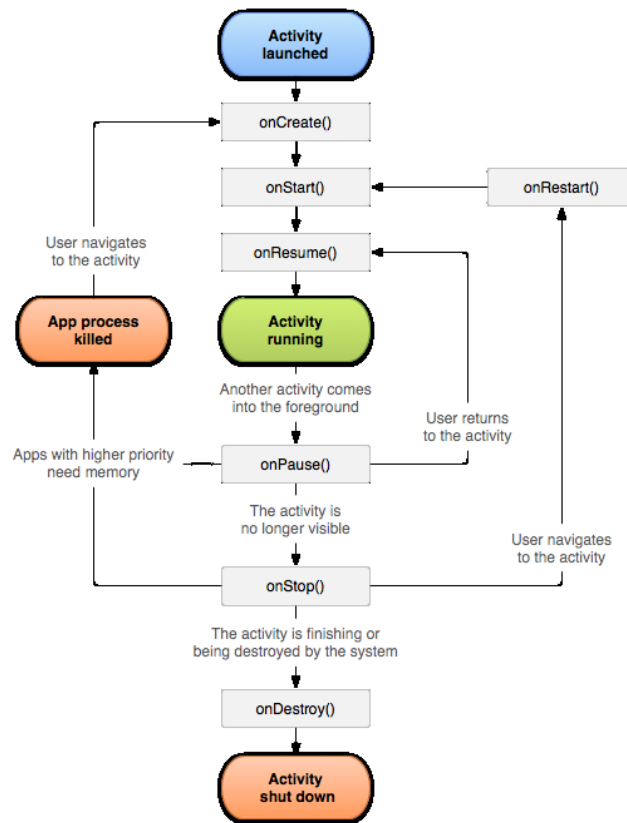 Activity
launched
onCreate()
onStart()
onRestart()
User navigates
to the activity
onResume()
App process
killed
Activity
running
Another activity comes
into the foreground
User returns
to the activity
Apps with higher priority
need memory
onPause()
The activity is
no longer visible
User navigates
to the activity
onStop()
The activity is finishing or
being destroyed by the system
onDestroy()
Activity
shut down